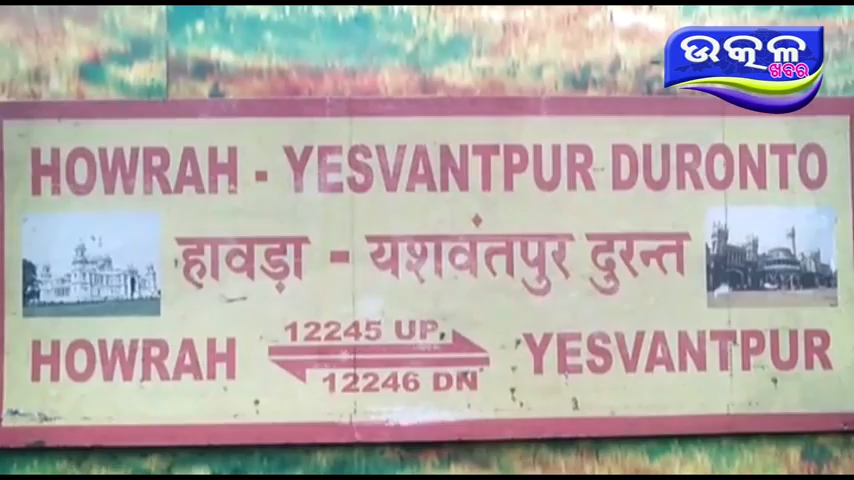 ଉତ୍କଳ
ଖବର
HOWRAH - YESVANTPUR DURONTO
हावड़ा - यशवंतपुर दुरन्त
12245 UP.
HOWRAH YESVANTPUR
12246 DN